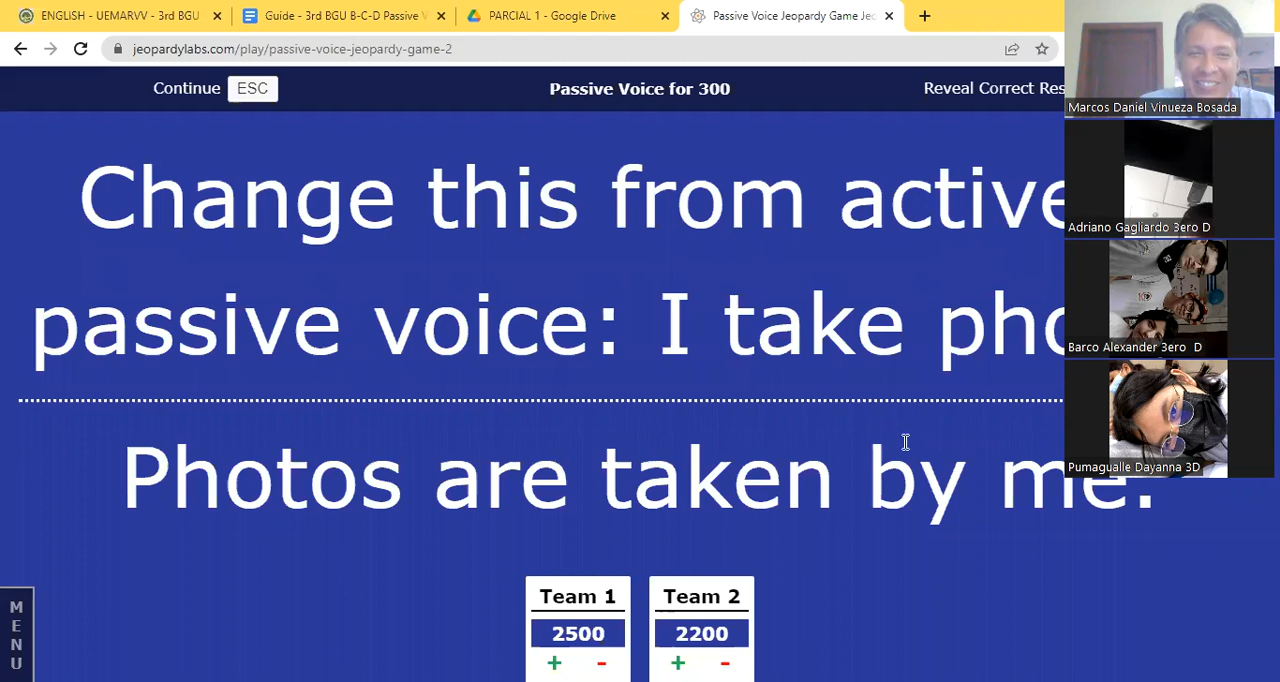 ENGLISH - UEMARVV - 3rd BGU
Guide - 3rd BGU B-C-D Passive V
PARCIAL 1 - Google Drive
Passive Voice Jeopardy Game Jeo
jeopardylabs.com/play/passive-voice-jeopardy-game-2
Continue ESC
Passive Voice for 300
Reveal Correct Res
Change this from active
passive voice: I take pho
Photos are taken by me.
Team 1
2500
+ -
Team 2
2200
+ -
MENU
Marcos Daniel Vinueza Bosada
Adriano Gagliardo 3ero D
Barco Alexander 3ero D
Pumagualle Dayanna 3D